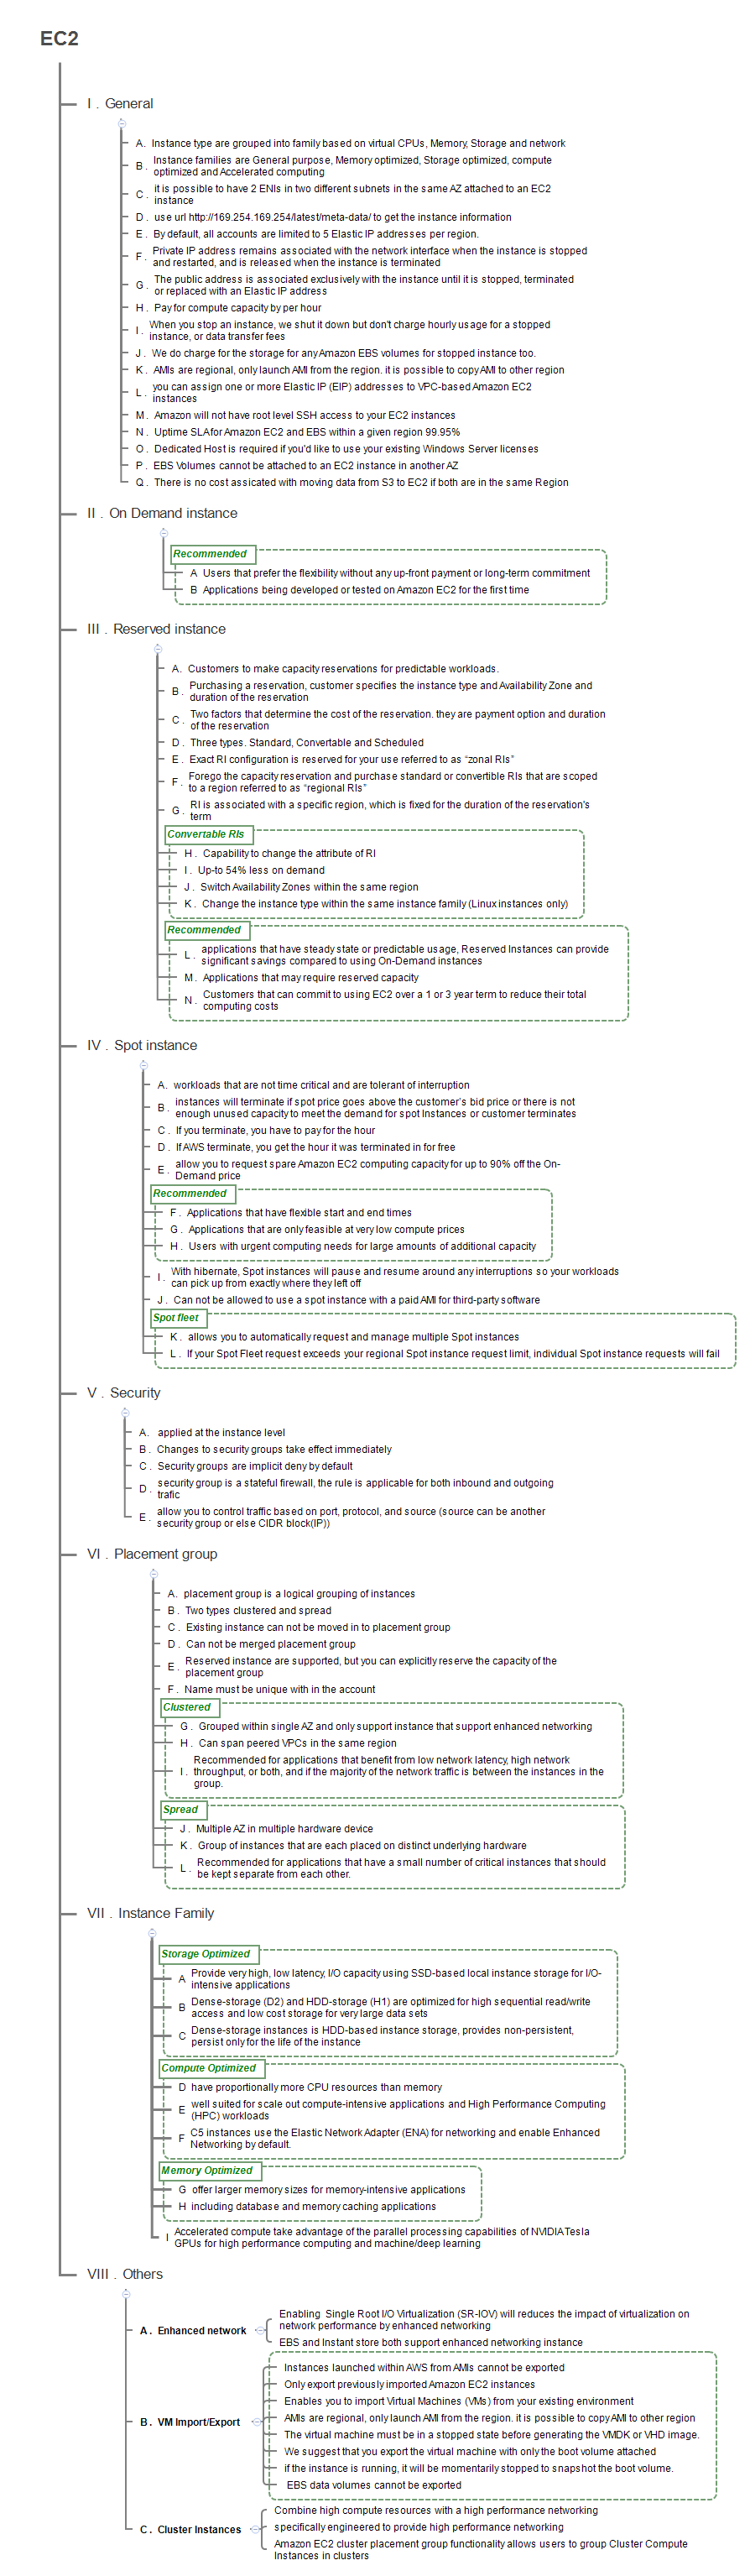 EC2
I . General
A. Instance type are grouped into family based on virtual CPUs, Memory, Storage and network
B . Instance families are General purpose, Memory optimized, Storage optimized, compute
optimized and Accelerated computing
C . it is possible to have 2 ENIs in two different subnets in the same AZ attached to an EC2
instance
D . use url http://169.254.169.254/latest/meta-data/ to get the instance information
E . By default, all accounts are limited to 5 Elastic IP addresses per region.
F . Private IP address remains associated with the network interface when the instance is stopped
and restarted, and is released when the instance is terminated
G . The public address is associated exclusively with the instance until it is stopped, terminated
or replaced with an Elastic IP address
H . Pay for compute capacity by per hour
I . When you stop an instance, we shut it down but don't charge hourly usage for a stopped
instance, or data transfer fees
J . We do charge for the storage for any Amazon EBS volumes for stopped instance too.
K . AMIs are regional, only launch AMI from the region. it is possible to copy AMI to other region
L . you can assign one or more Elastic IP (EIP) addresses to VPC-based Amazon EC2
instances
M . Amazon will not have root level SSH access to your EC2 instances
N . Uptime SLA for Amazon EC2 and EBS within a given region 99.95%
O . Dedicated Host is required if you'd like to use your existing Windows Server licenses
P . EBS Volumes cannot be attached to an EC2 instance in another AZ
Q . There is no cost assicated with moving data from S3 to EC2 if both are in the same Region
II . On Demand instance
Recommended
A Users that prefer the flexibility without any up-front payment or long-term commitment
B Applications being developed or tested on Amazon EC2 for the first time
III . Reserved instance
A. Customers to make capacity reservations for predictable workloads.
B . Purchasing a reservation, customer specifies the instance type and Availability Zone and
duration of the reservation
C . Two factors that determine the cost of the reservation. they are payment option and duration
of the reservation
D . Three types. Standard, Convertable and Scheduled
E . Exact RI configuration is reserved for your use referred to as “zonal RIs”
F . Forego the capacity reservation and purchase standard or convertible RIs that are scoped
to a region referred to as “regional RIs”
G . RI is associated with a specific region, which is fixed for the duration of the reservation's
term
Convertable RIs
H . Capability to change the attribute of RI
I . Up-to 54% less on demand
J . Switch Availability Zones within the same region
K . Change the instance type within the same instance family (Linux instances only)
Recommended
L . applications that have steady state or predictable usage, Reserved Instances can provide
significant savings compared to using On-Demand instances
M . Applications that may require reserved capacity
N . Customers that can commit to using EC2 over a 1 or 3 year term to reduce their total
computing costs
IV . Spot instance
A. workloads that are not time critical and are tolerant of interruption
B . instances will terminate if spot price goes above the customer's bid price or there is not
enough unused capacity to meet the demand for spot Instances or customer terminates
C . If you terminate, you have to pay for the hour
D . If AWS terminate, you get the hour it was terminated in for free
E . allow you to request spare Amazon EC2 computing capacity for up to 90% off the On-
Demand price
Recommended
F . Applications that have flexible start and end times
G . Applications that are only feasible at very low compute prices
H . Users with urgent computing needs for large amounts of additional capacity
I . With hibernate, Spot instances will pause and resume around any interruptions so your workloads
can pick up from exactly where they left off
J . Can not be allowed to use a spot instance with a paid AMI for third-party software
Spot fleet
K . allows you to automatically request and manage multiple Spot instances
L . If your Spot Fleet request exceeds your regional Spot instance request limit, individual Spot instance requests will fail
V . Security
A. applied at the instance level
B . Changes to security groups take effect immediately
C . Security groups are implicit deny by default
D . security group is a stateful firewall, the rule is applicable for both inbound and outgoing
trafic
E . allow you to control traffic based on port, protocol, and source (source can be another
security group or else CIDR block(IP))
VI . Placement group
A. placement group is a logical grouping of instances
B . Two types clustered and spread
C . Existing instance can not be moved in to placement group
D . Can not be merged placement group
E . Reserved instance are supported, but you can explicitly reserve the capacity of the
placement group
F . Name must be unique with in the account
Clustered
G . Grouped within single AZ and only support instance that support enhanced networking
H . Can span peered VPCs in the same region
I . Recommended for applications that benefit from low network latency, high network
throughput, or both, and if the majority of the network traffic is between the instances in the
group.
Spread
J . Multiple AZ in multiple hardware device
K . Group of instances that are each placed on distinct underlying hardware
L . Recommended for applications that have a small number of critical instances that should
be kept separate from each other.
VII . Instance Family
Storage Optimized
A Provide very high, low latency, I/O capacity using SSD-based local instance storage for I/O-
intensive applications
B Dense-storage (D2) and HDD-storage (H1) are optimized for high sequential read/write
access and low cost storage for very large data sets
C Dense-storage instances is HDD-based instance storage, provides non-persistent,
persist only for the life of the instance
Compute Optimized
D have proportionally more CPU resources than memory
E well suited for scale out compute-intensive applications and High Performance Computing
(HPC) workloads
F C5 instances use the Elastic Network Adapter (ENA) for networking and enable Enhanced
Networking by default.
Memory Optimized
G offer larger memory sizes for memory-intensive applications
H including database and memory caching applications
I Accelerated compute take advantage of the parallel processing capabilities of NVIDIA Tesla
GPUs for high performance computing and machine/deep learning
VIII . Others
A . Enhanced network
Enabling Single Root I/O Virtualization (SR-IOV) will reduces the impact of virtualization on
network performance by enhanced networking
EBS and Instant store both support enhanced networking instance
B . VM Import/Export
Instances launched within AWS from AMIs cannot be exported
Only export previously imported Amazon EC2 instances
Enables you to import Virtual Machines (VMs) from your existing environment
AMIs are regional, only launch AMI from the region. it is possible to copy AMI to other region
The virtual machine must be in a stopped state before generating the VMDK or VHD image.
We suggest that you export the virtual machine with only the boot volume attached
if the instance is running, it will be momentarily stopped to snapshot the boot volume.
EBS data volumes cannot be exported
C . Cluster Instances
Combine high compute resources with a high performance networking
specifically engineered to provide high performance networking
Amazon EC2 cluster placement group functionality allows users to group Cluster Compute
Instances in clusters